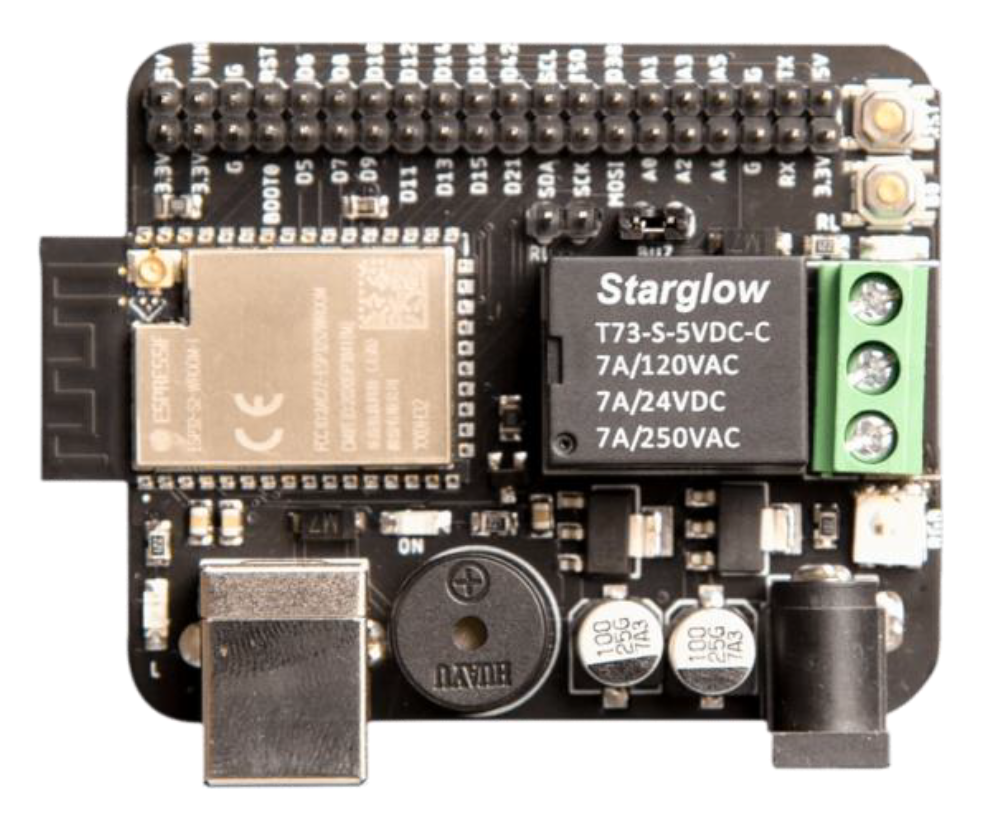 5V VIN G RST D6 D8 D10 D12 D14 D16 D42 SCL ISO D38 A1 A3 A5 G TX 5V
3.3V 3.3V G BOOT0 D5 D7 D9 D11 D13 D15 D21 SDA SCK MOSI A0 A2 A4 G RX 3.3V
RL
Starglow
T73-S-5VDC-C
7A/120VAC
7A/24VDC
7A/250VAC
ESPRESSIF
CE
M7
ON
HUAYU
100
25G
7A3
100
25G
7A3
L